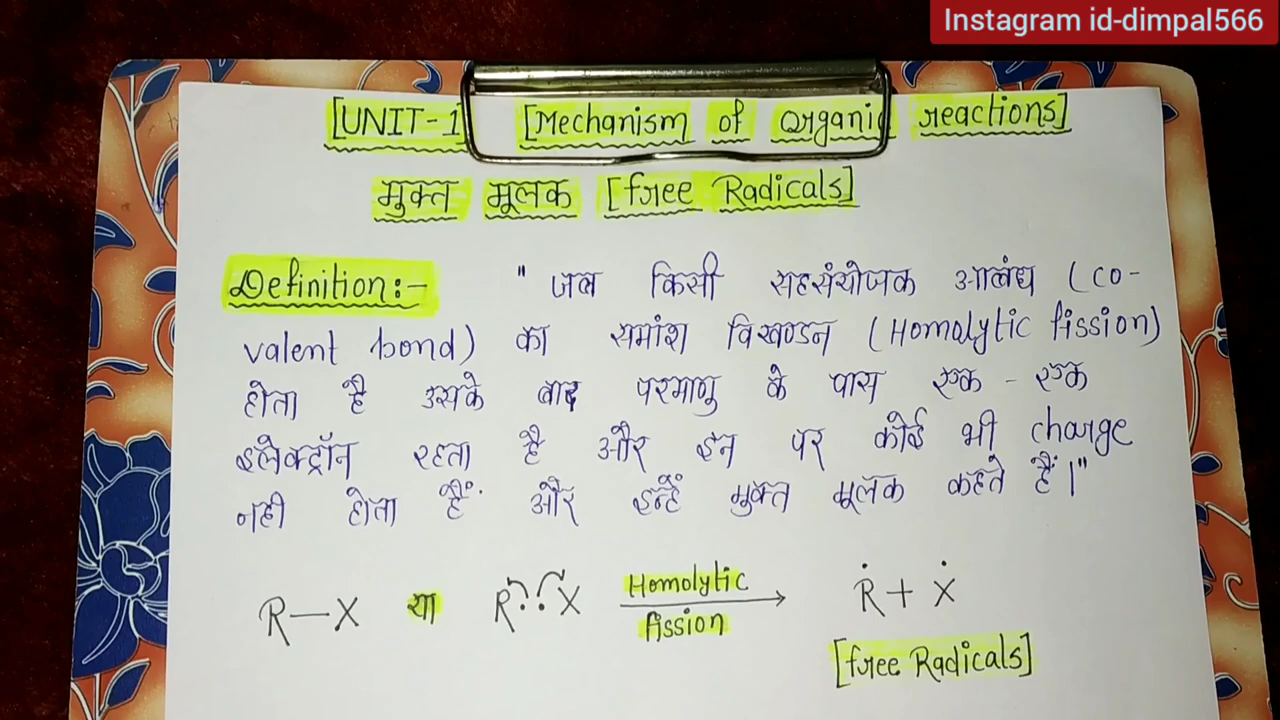 Instagram id-dimpal566
[UNIT-1] [Mechanism of Organic reactions]
मुक्त मूलक [free Radicals]
Definition:- " जब किसी सहसंयोजक आबंध (co-
valent bond) का समांश विखण्डन (Homolytic fission)
होता है उसके बाद परमाणु के पास एक - एक
इलेक्ट्रॉन रहता है और इन पर कोई भी charge
नही होता हैं. और इन्हें मुक्त मूलक कहते हैं।"
R—X या R : X Homolytic fission → Ṙ + Ẋ
[free Radicals]